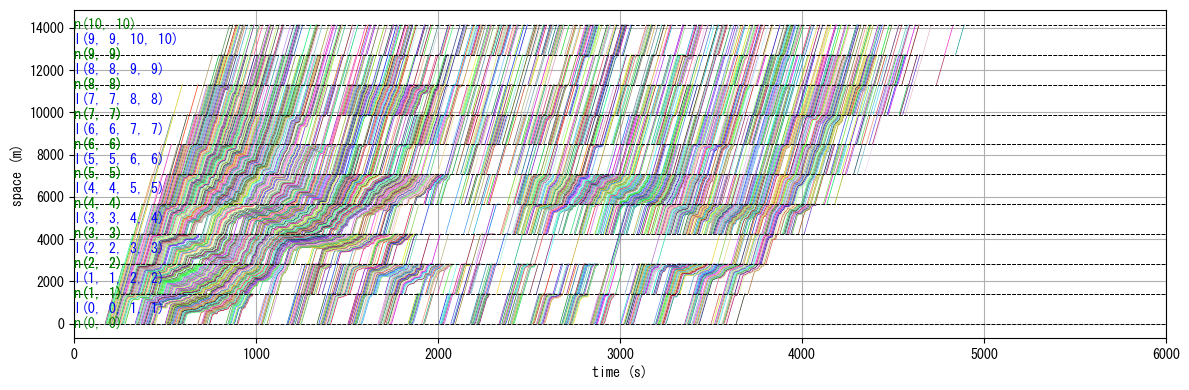 n(10, 10)
14000
l(9, 9, 10, 10)
n(9, 9)
12000
l(8, 8, 9, 9)
n(8, 8)
l(7, 7, 8, 8)
10000
n(7, 7)
l(6, 6, 7, 7)
n(6, 6)
8000
l(5, 5, 6, 6)
n(5, 5)
l(4, 4, 5, 5)
6000
n(4, 4)
l(3, 3, 4, 4)
n(3, 3)
4000
l(2, 2, 3, 3)
n(2, 2)
2000
l(1, 1, 2, 2)
n(1, 1)
l(0, 0, 1, 1)
0
n(0, 0)
space (m)
0 1000 2000 3000 4000 5000 6000
time (s)